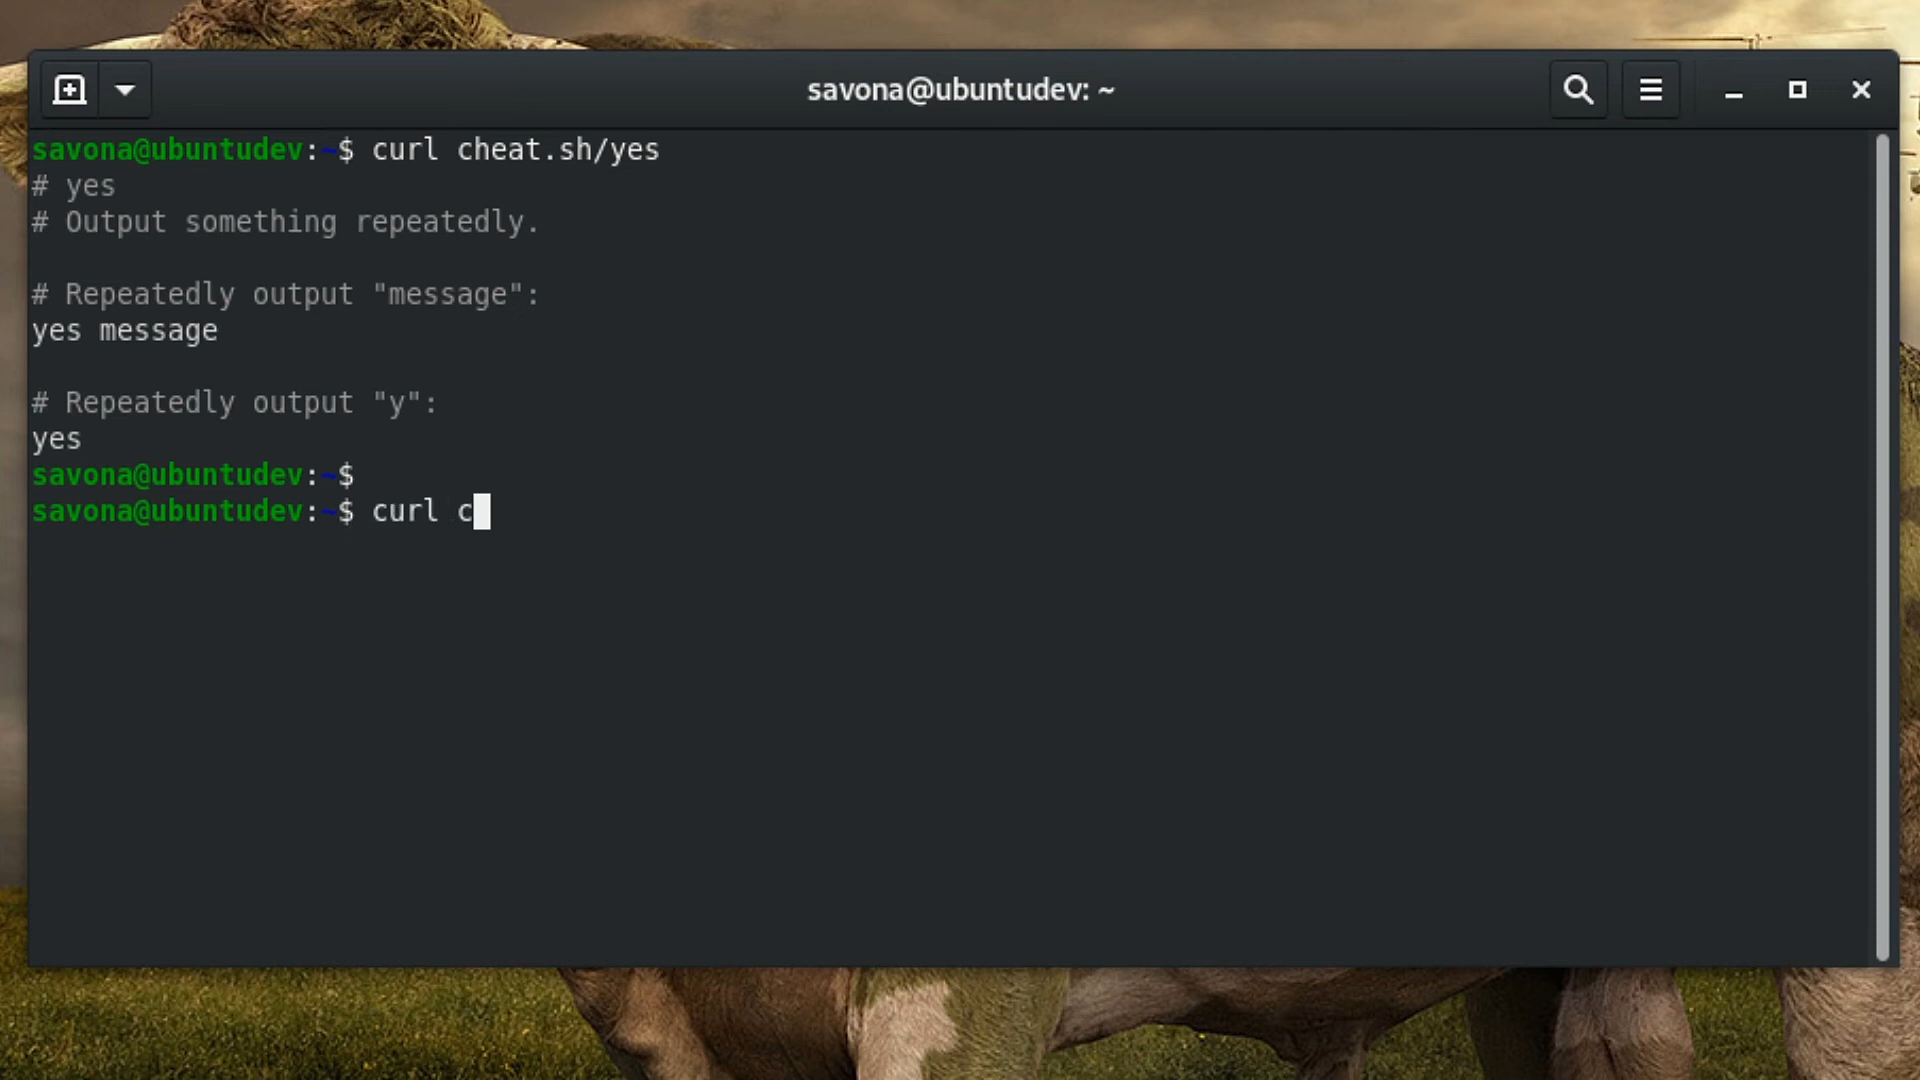 savona@ubuntudev: ~
savona@ubuntudev:~$ curl cheat.sh/yes
# yes
# Output something repeatedly.
# Repeatedly output "message":
yes message
# Repeatedly output "y":
yes
savona@ubuntudev:~$
savona@ubuntudev:~$ curl c